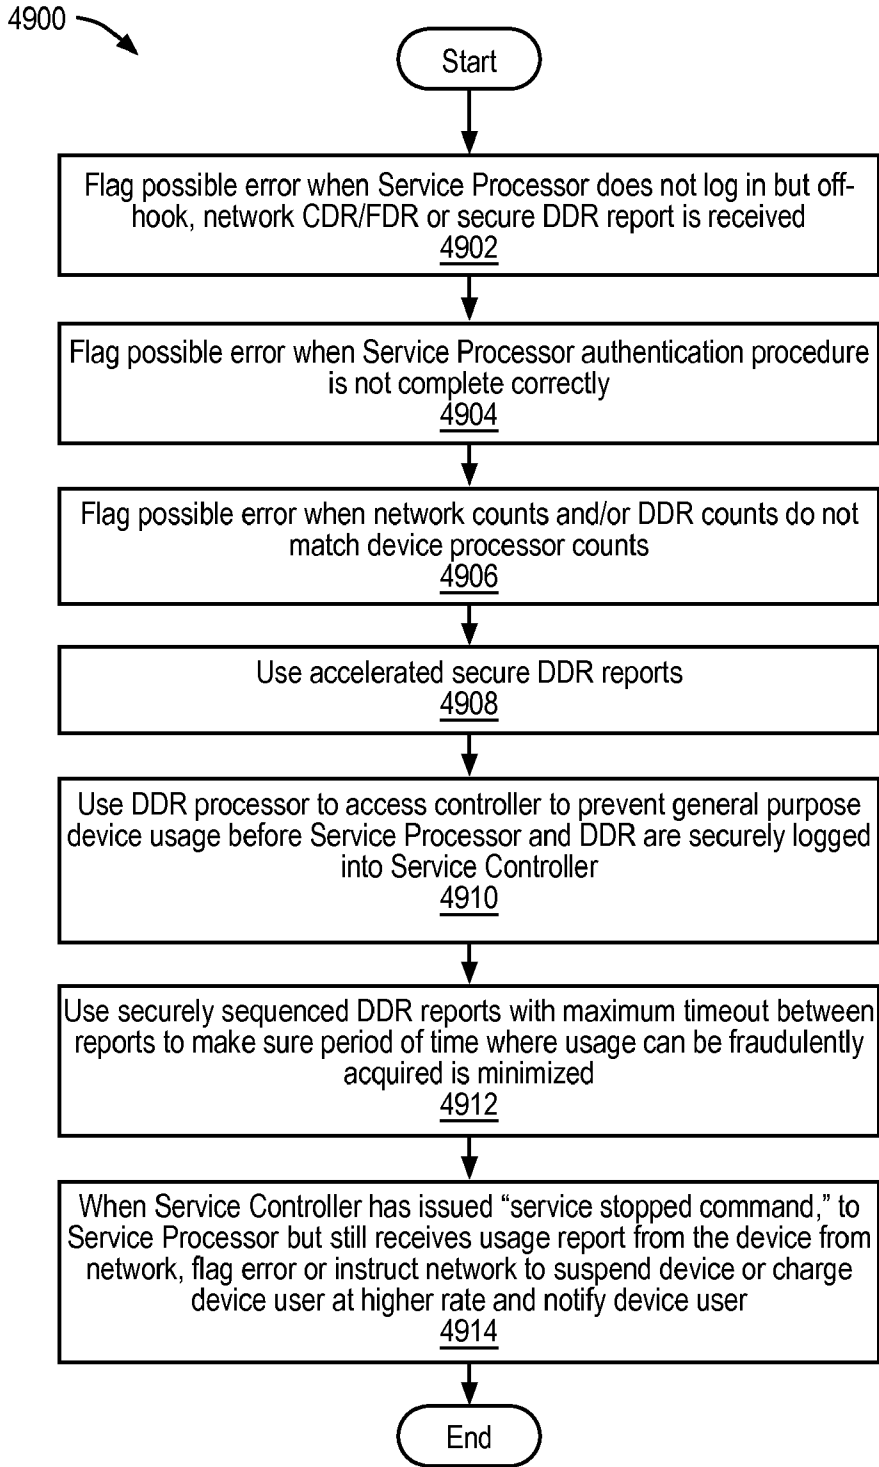 4900
Start
Flag possible error when Service Processor does not log in but off-
hook, network CDR/FDR or secure DDR report is received
4902
Flag possible error when Service Processor authentication procedure
is not complete correctly
4904
Flag possible error when network counts and/or DDR counts do not
match device processor counts
4906
Use accelerated secure DDR reports
4908
Use DDR processor to access controller to prevent general purpose
device usage before Service Processor and DDR are securely logged
into Service Controller
4910
Use securely sequenced DDR reports with maximum timeout between
reports to make sure period of time where usage can be fraudulently
acquired is minimized
4912
When Service Controller has issued “service stopped command,” to
Service Processor but still receives usage report from the device from
network, flag error or instruct network to suspend device or charge
device user at higher rate and notify device user
4914
End